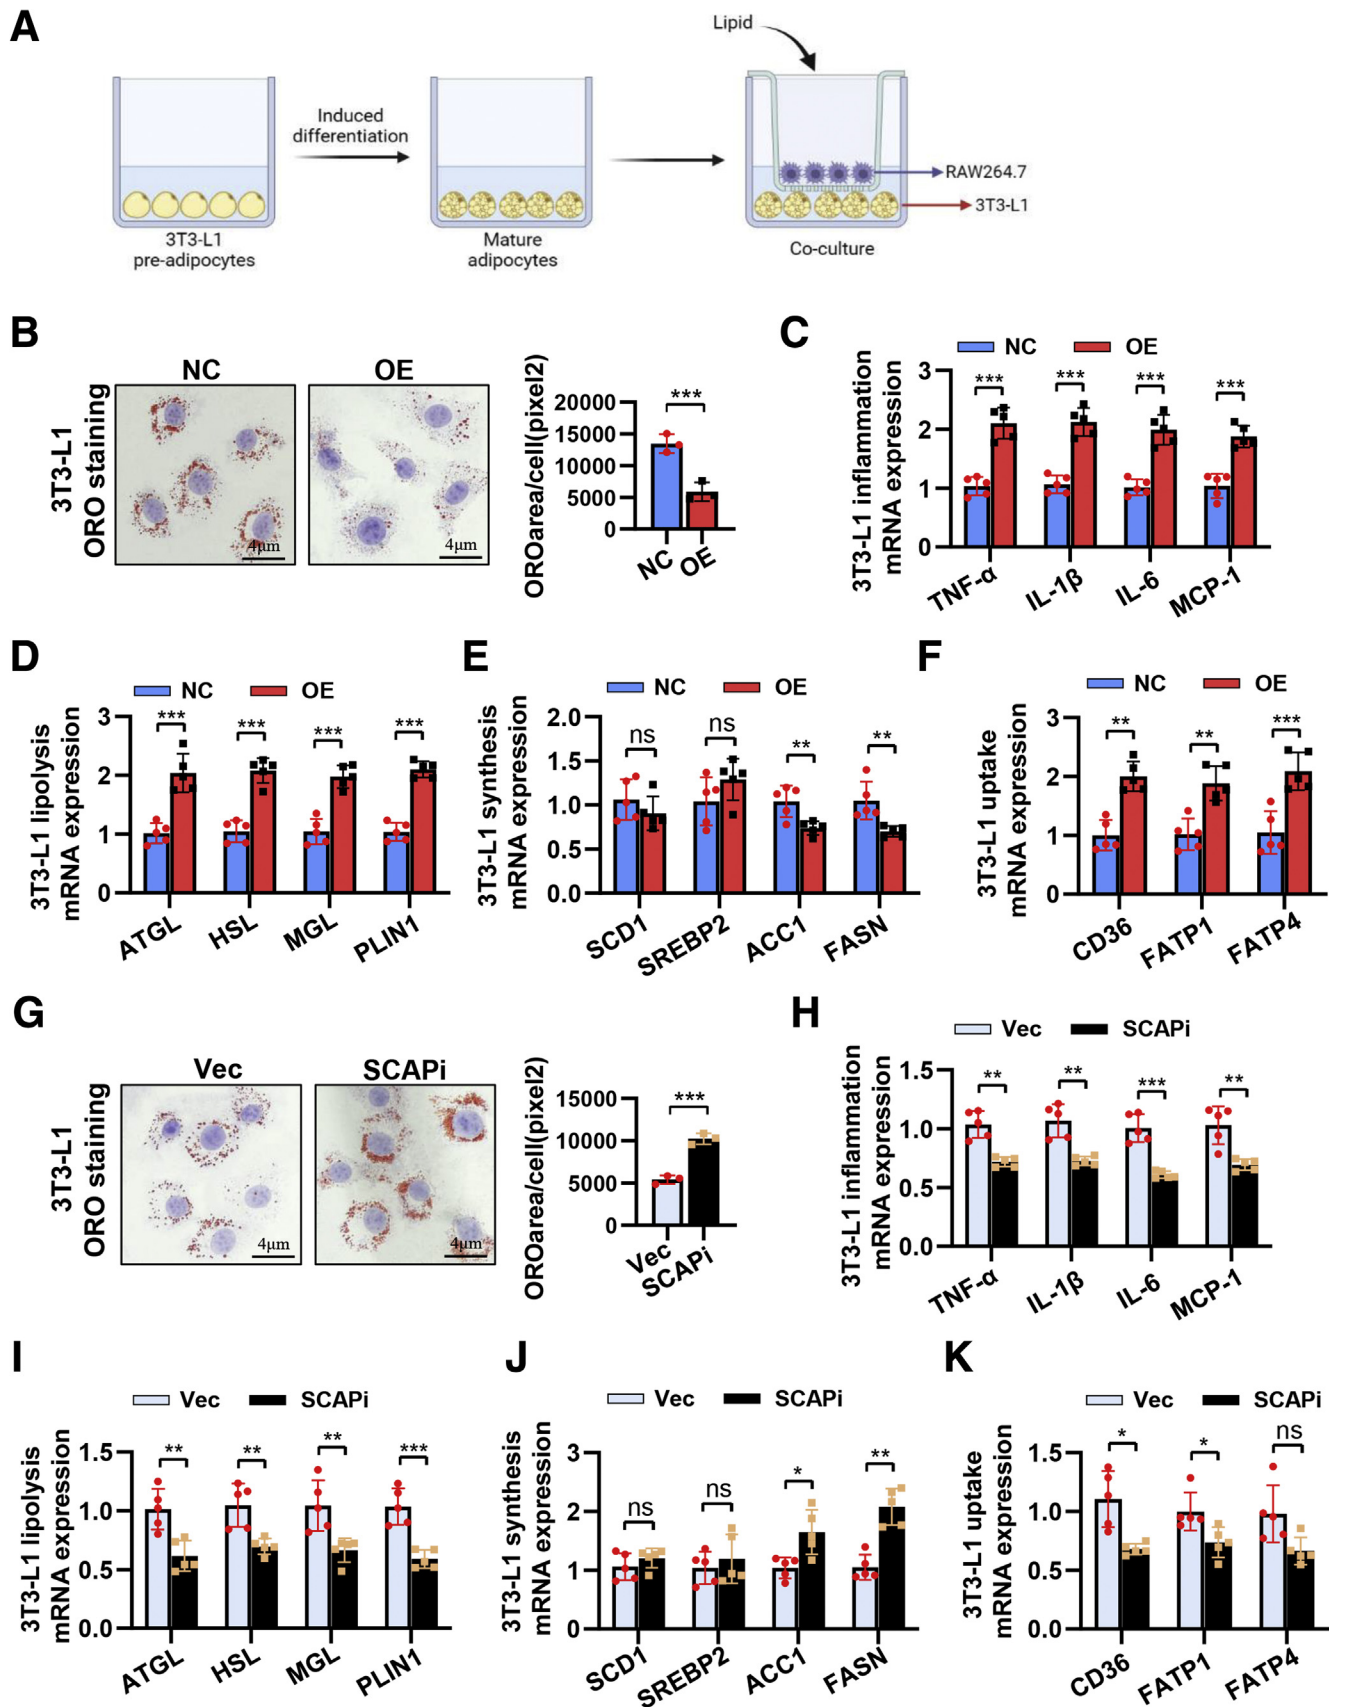 A
Lipid
Induced
differentiation
RAW264.7
3T3-L1
3T3-L1
pre-adipocytes
Mature
adipocytes
Co-culture
B
NC
OE
3T3-L1
ORO staining
4μm
4μm
OROarea/cell(pixel2)
20000
15000
10000
5000
0
***
NC
OE
C
NC
OE
3T3-L1 inflammation
mRNA expression
3
2
1
0
***
***
***
***
TNF-α
IL-1β
IL-6
MCP-1
D
NC
OE
3T3-L1 lipolysis
mRNA expression
3
2
1
0
***
***
***
***
ATGL
HSL
MGL
PLIN1
E
NC
OE
3T3-L1 synthesis
mRNA expression
2.0
1.5
1.0
0.5
0.0
ns
ns
**
**
SCD1
SREBP2
ACC1
FASN
F
NC
OE
3T3-L1 uptake
mRNA expression
3
2
1
0
**
**
***
CD36
FATP1
FATP4
G
Vec
SCAPi
3T3-L1
ORO staining
4μm
4μm
OROarea/cell(pixel2)
15000
10000
5000
0
***
Vec
SCAPi
H
Vec
SCAPi
3T3-L1 inflammation
mRNA expression
1.5
1.0
0.5
0.0
**
**
***
**
TNF-α
IL-1β
IL-6
MCP-1
I
Vec
SCAPi
3T3-L1 lipolysis
mRNA expression
1.5
1.0
0.5
0.0
**
**
**
***
ATGL
HSL
MGL
PLIN1
J
Vec
SCAPi
3T3-L1 synthesis
mRNA expression
3
2
1
0
ns
ns
*
**
SCD1
SREBP2
ACC1
FASN
K
Vec
SCAPi
3T3-L1 uptake
mRNA expression
1.5
1.0
0.5
0.0
*
*
ns
CD36
FATP1
FATP4